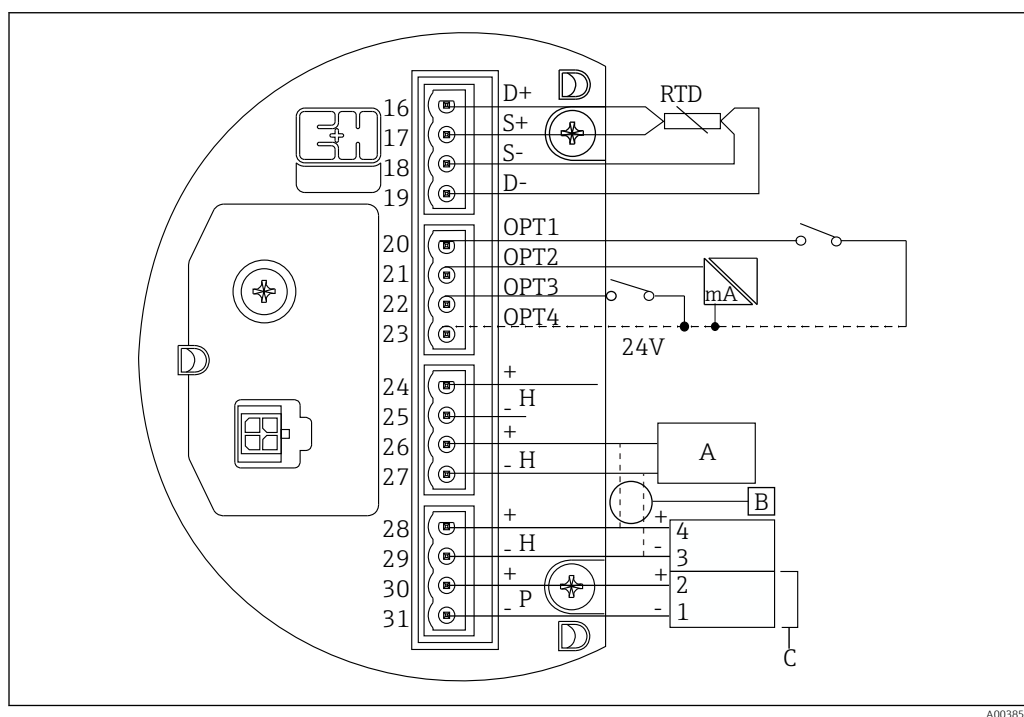 16 D+ RTD
17 S+
18 S-
19 D-
20 OPT1
21 OPT2
22 OPT3 mA
23 OPT4
24V
24 +
25 - H
26 + A
27 - H
B
28 + + 4
29 - H - 3
30 + + 2
31 - P - 1
C
A00385